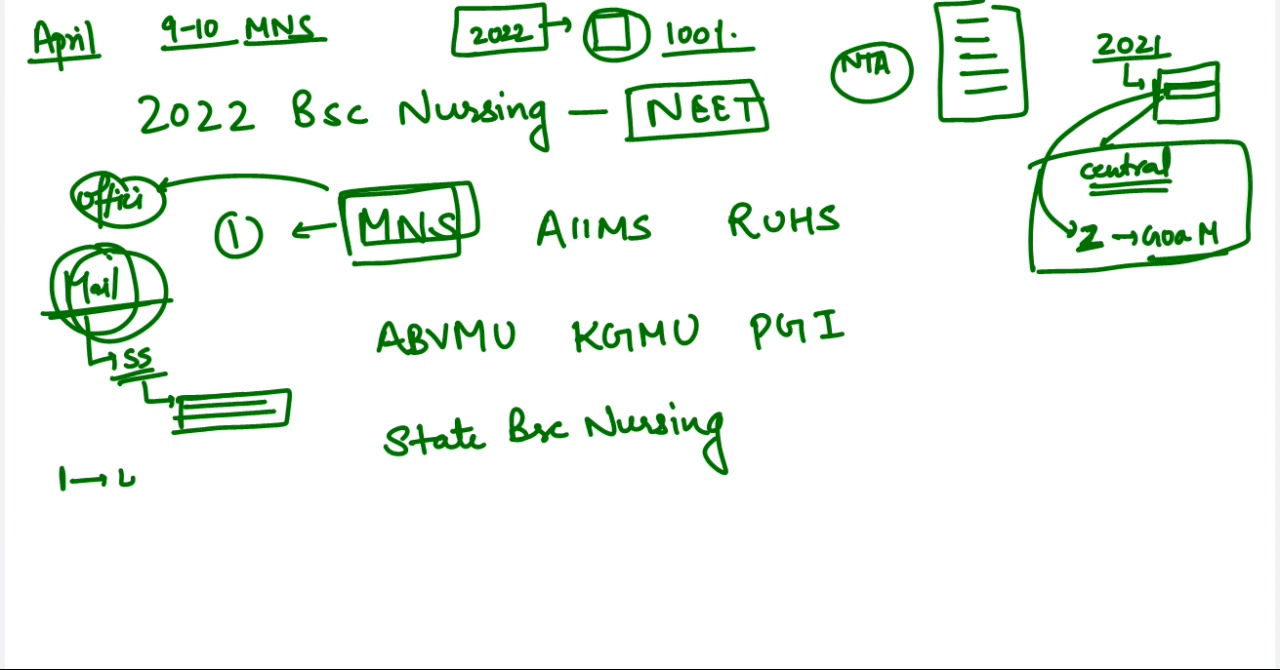 April 9-10 MNS 2022 → 100%.
NTA
2021
2022 Bsc Nursing — NEET
central
2 → Goa M
Offici
① ← MNS AIIMS RUHS
Mail
ABVMU KGMU PGI
SS
State Bsc Nursing